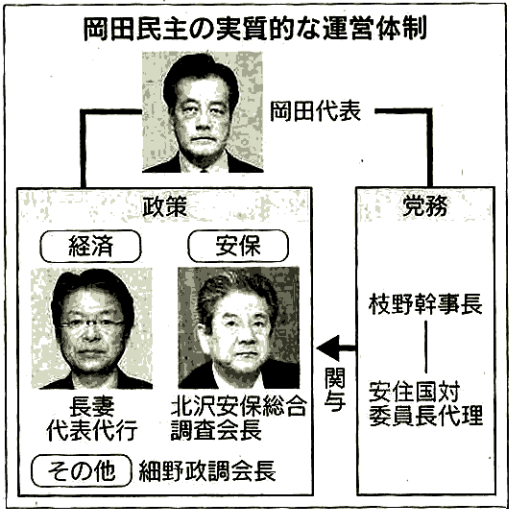 岡田民主の実質的な運営体制
岡田代表
政策
経済
安保
長妻
代表代行
北沢安保総合
調査会長
その他
細野政調会長
関与
党務
枝野幹事長
安住国対
委員長代理